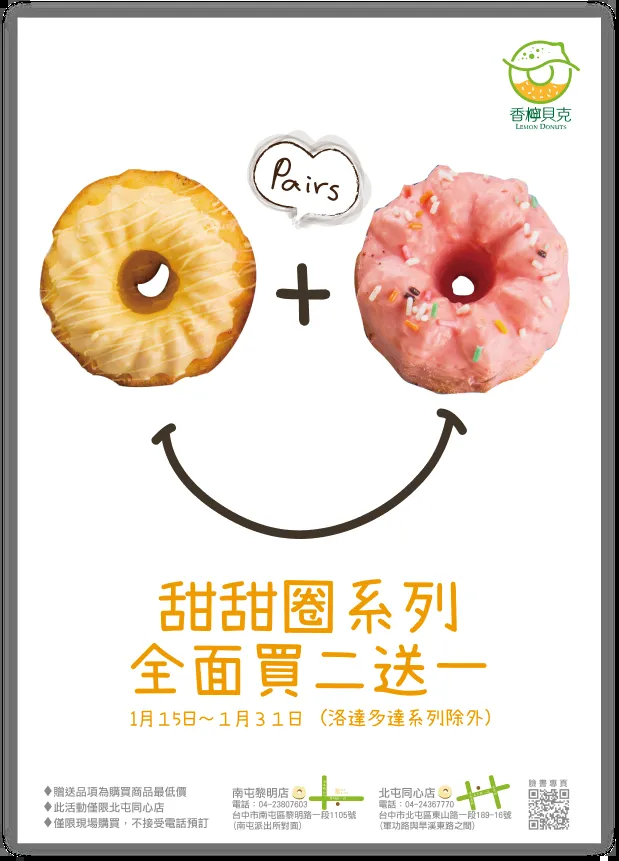 香檸貝克
LEMON DONUTS
Pairs
+
甜甜圈系列
全面買二送一
1月15日～1月31日 （洛達多達系列除外）
♦贈送品項為購買商品最低價
♦此活動僅限北屯同心店
♦僅限現場購買，不接受電話預訂
南屯黎明店
電話：04-23807603
台中市南屯區黎明路一段1105號
(南屯派出所對面)
北屯同心店
電話：04-24367770
台中市北屯區東山路一段189-16號
(軍功路與旱溪東路之間)
臉書專頁